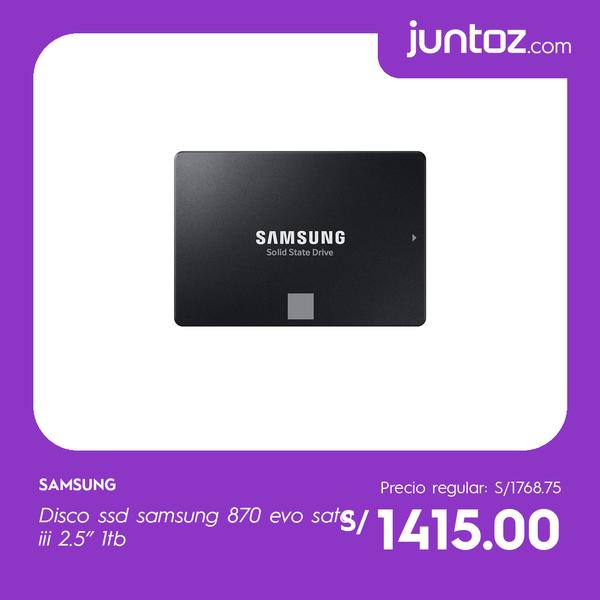 juntoz.com
SAMSUNG
Solid State Drive
SAMSUNG
Disco ssd samsung 870 evo sata
iii 2.5" 1tb
Precio regular: S/1768.75
S/ 1415.00